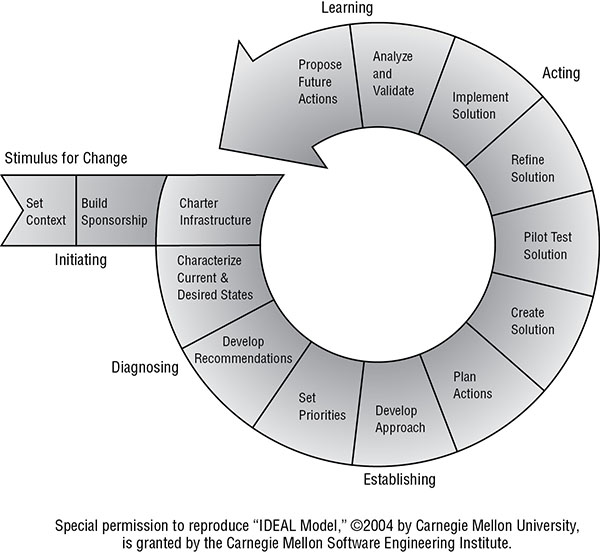 Learning
Acting
Propose
Future
Actions
Analyze
and
Validate
Implement
Solution
Refine
Solution
Pilot Test
Solution
Create
Solution
Plan
Actions
Develop
Approach
Set
Priorities
Develop
Recommendations
Characterize
Current &
Desired States
Stimulus for Change
Set
Context
Build
Sponsorship
Charter
Infrastructure
Initiating
Diagnosing
Establishing
Special permission to reproduce “IDEAL Model,” ©2004 by Carnegie Mellon University,
is granted by the Carnegie Mellon Software Engineering Institute.